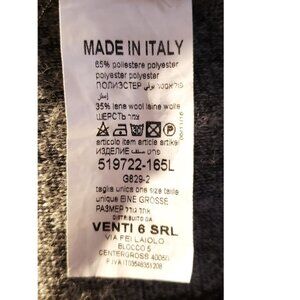 MADE IN ITALY
65% poliestere polyester
polyester polyester
ПОЛИЭСТЕР
35% lana wool laine wolle
ШЕРСТЬ
articolo item article artikel
ИЗДЕЛИЕ
519722-165L
G829-2
taglia unica one size taille
unique EINE GROSSE
РАЗМЕР
DISTRIBUITO DA
VENTI 6 SRL
VIA FEI LAIOLO
BLOCCO 5
CENTERGROSS 40050